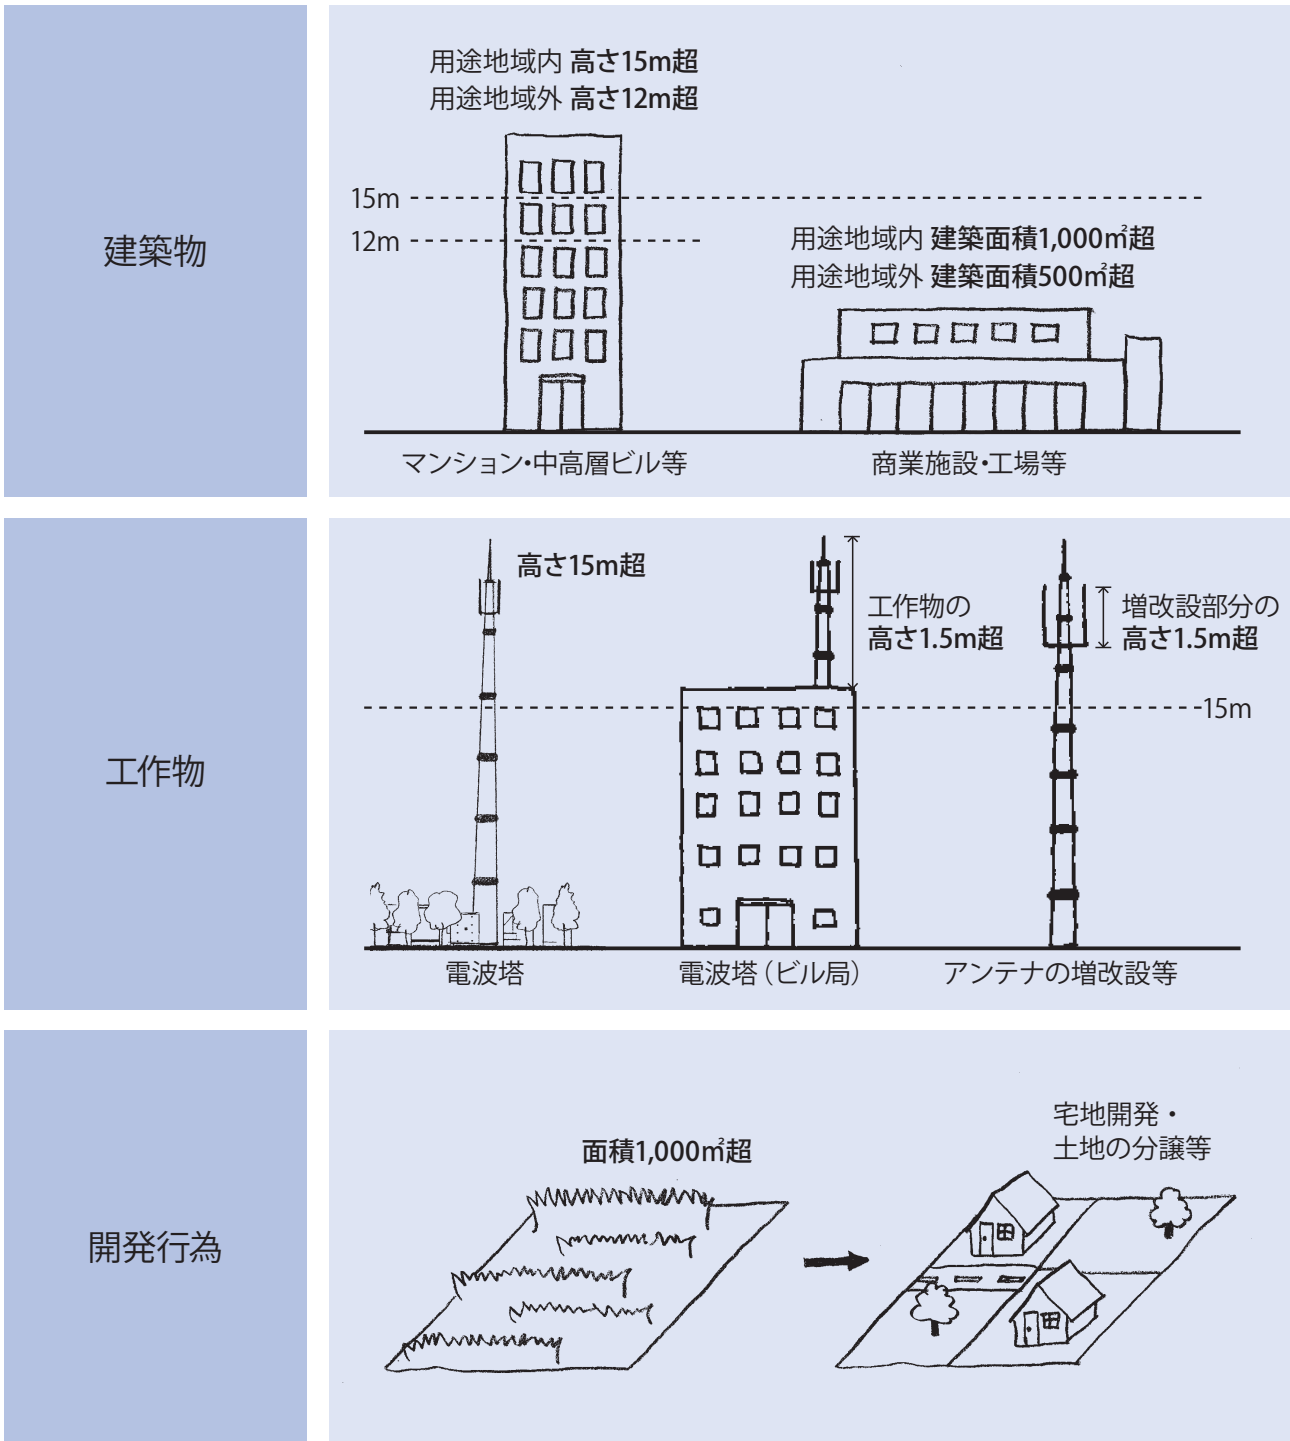 建築物
用途地域内 高さ15m超
用途地域外 高さ12m超
15m
12m
用途地域内 建築面積1,000㎡超
用途地域外 建築面積500㎡超
マンション・中高層ビル等
商業施設・工場等
工作物
高さ15m超
工作物の
高さ1.5m超
増改設部分の
高さ1.5m超
15m
電波塔
電波塔（ビル局）
アンテナの増改設等
開発行為
面積1,000㎡超
宅地開発・
土地の分譲等